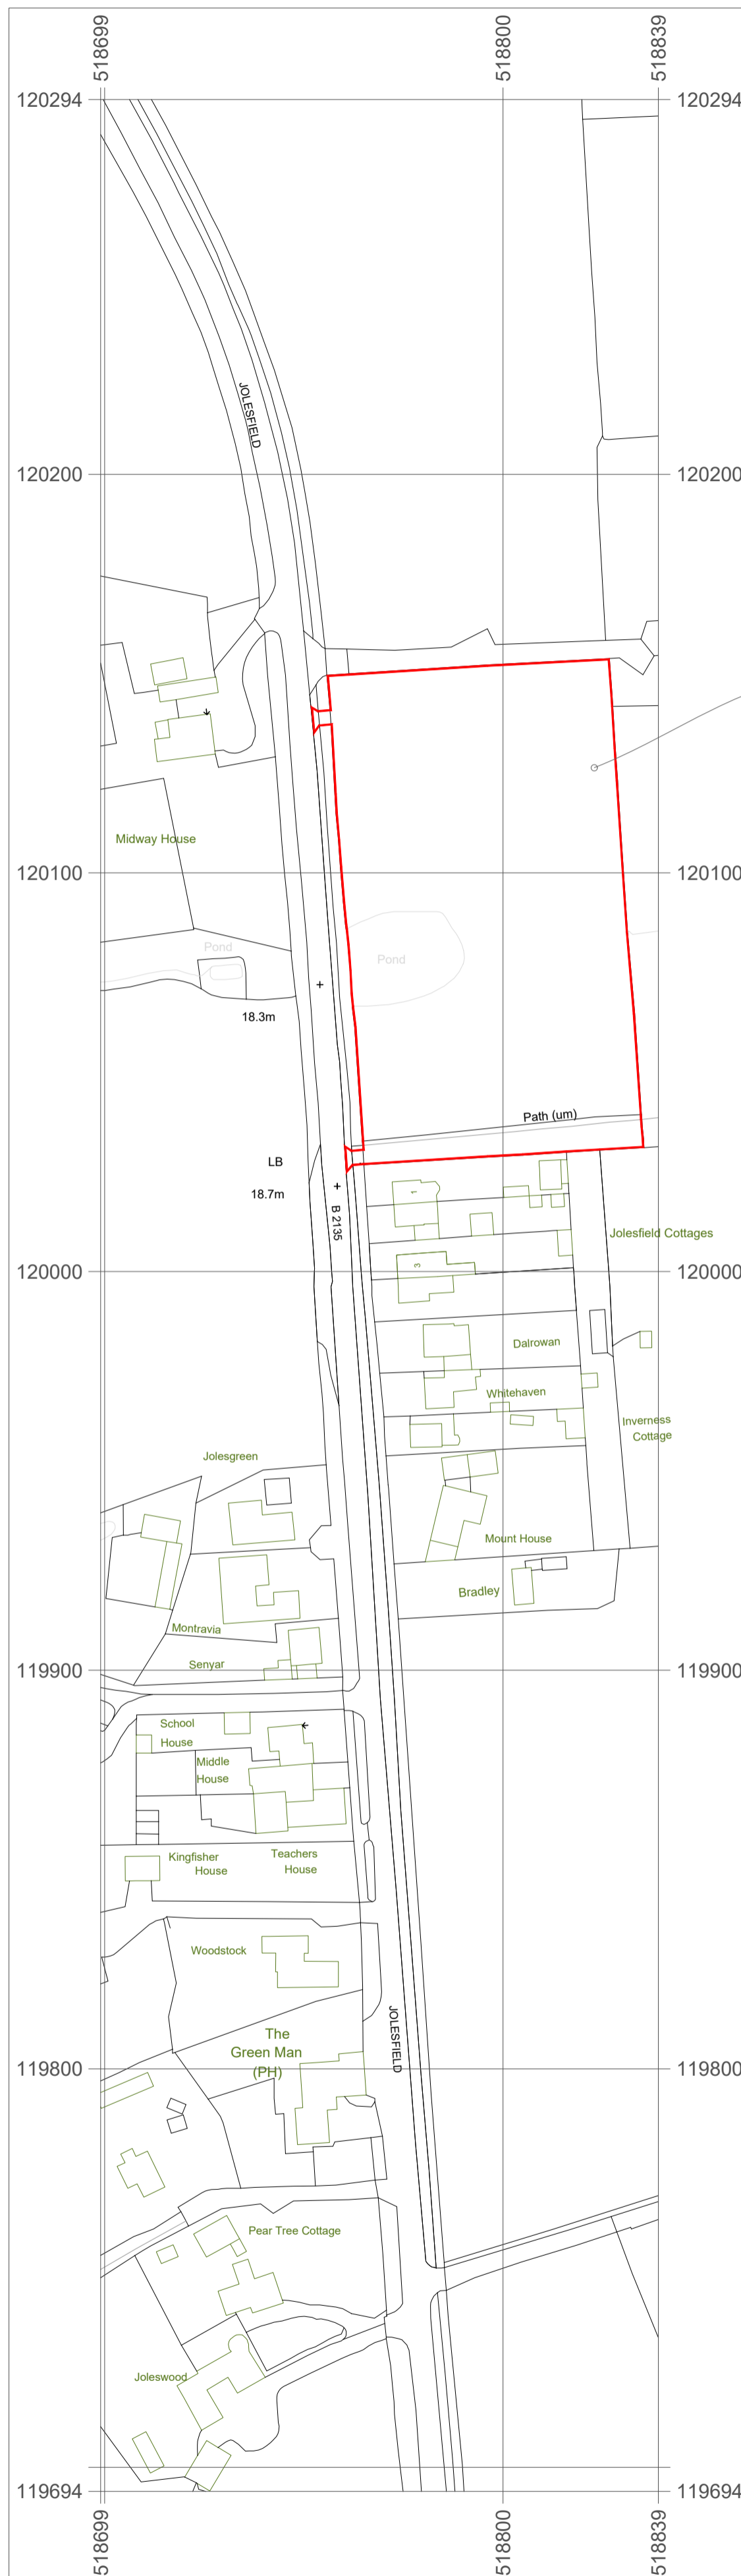 518699
518800
518839
120294
120294
JOLESFIELD
120200
120200
Midway House
120100
120100
Pond
Pond
18.3m
Path (um)
LB
18.7m
B 2135
1
Jolesfield Cottages
3
120000
120000
Dalrowan
Whitehaven
Inverness
Cottage
Jolesgreen
Mount House
Bradley
Montravia
Senyar
119900
119900
School
House
Middle
House
Kingfisher
House
Teachers
House
Woodstock
JOLESFIELD
The
Green Man
(PH)
119800
119800
Pear Tree Cottage
Joleswood
119694
119694
518699
518800
518839